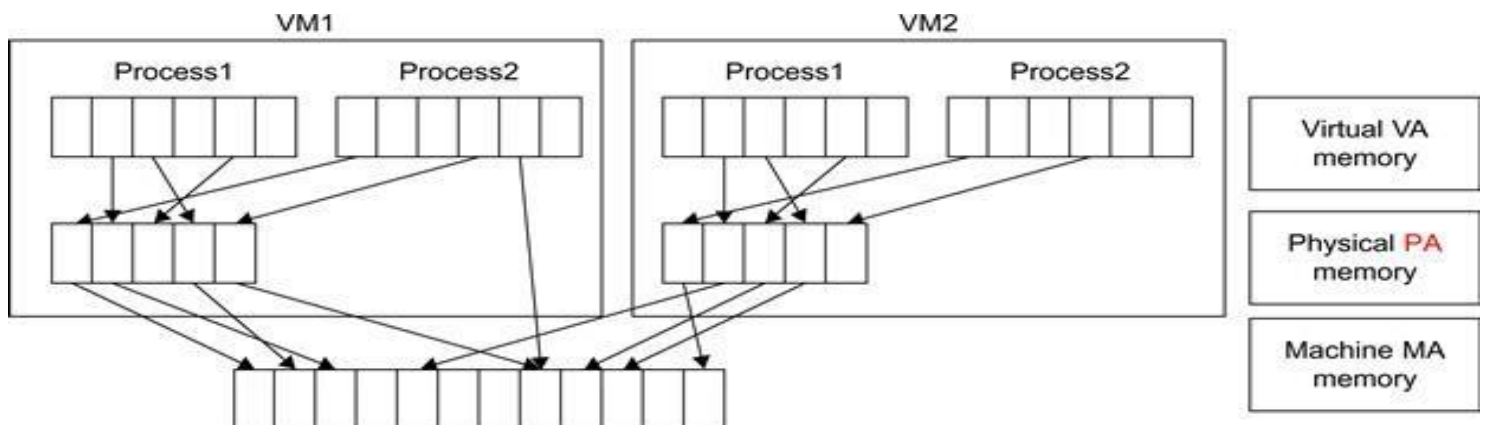 VM1
VM2
Process1
Process2
Process1
Process2
Virtual VA
memory
Physical PA
memory
Machine MA
memory